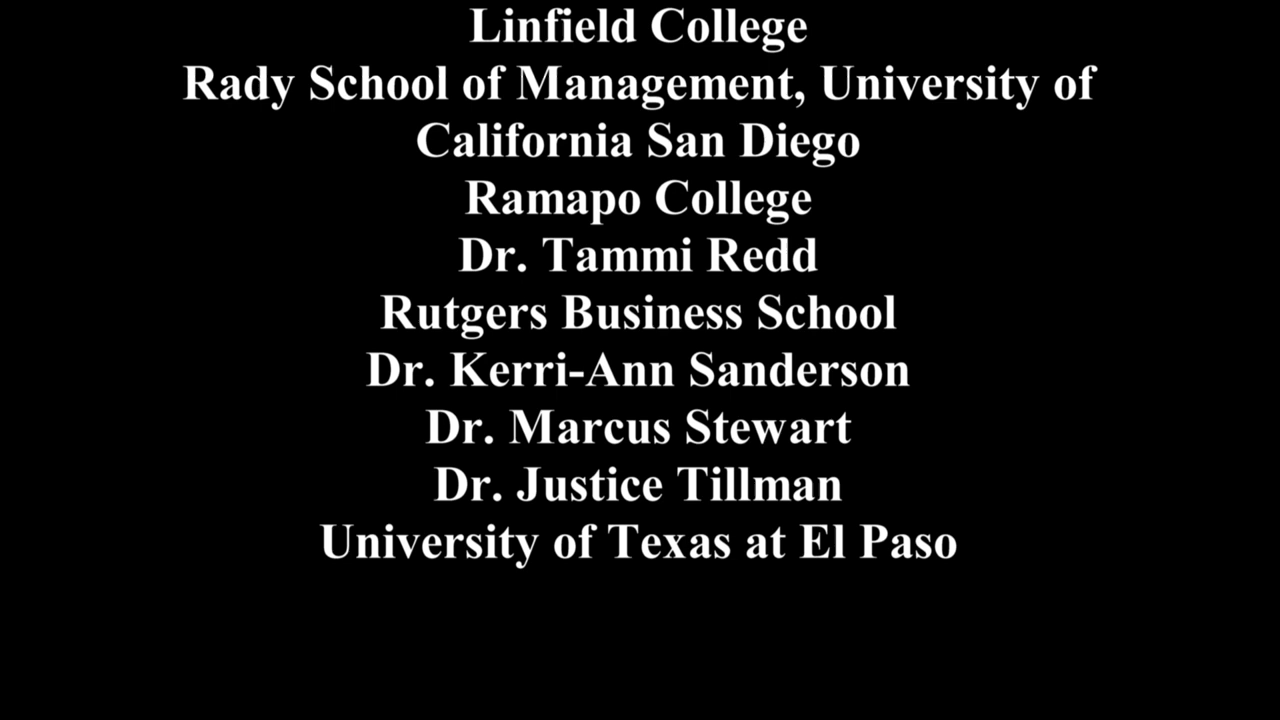 Linfield College
Rady School of Management, University of
California San Diego
Ramapo College
Dr. Tammi Redd
Rutgers Business School
Dr. Kerri-Ann Sanderson
Dr. Marcus Stewart
Dr. Justice Tillman
University of Texas at El Paso